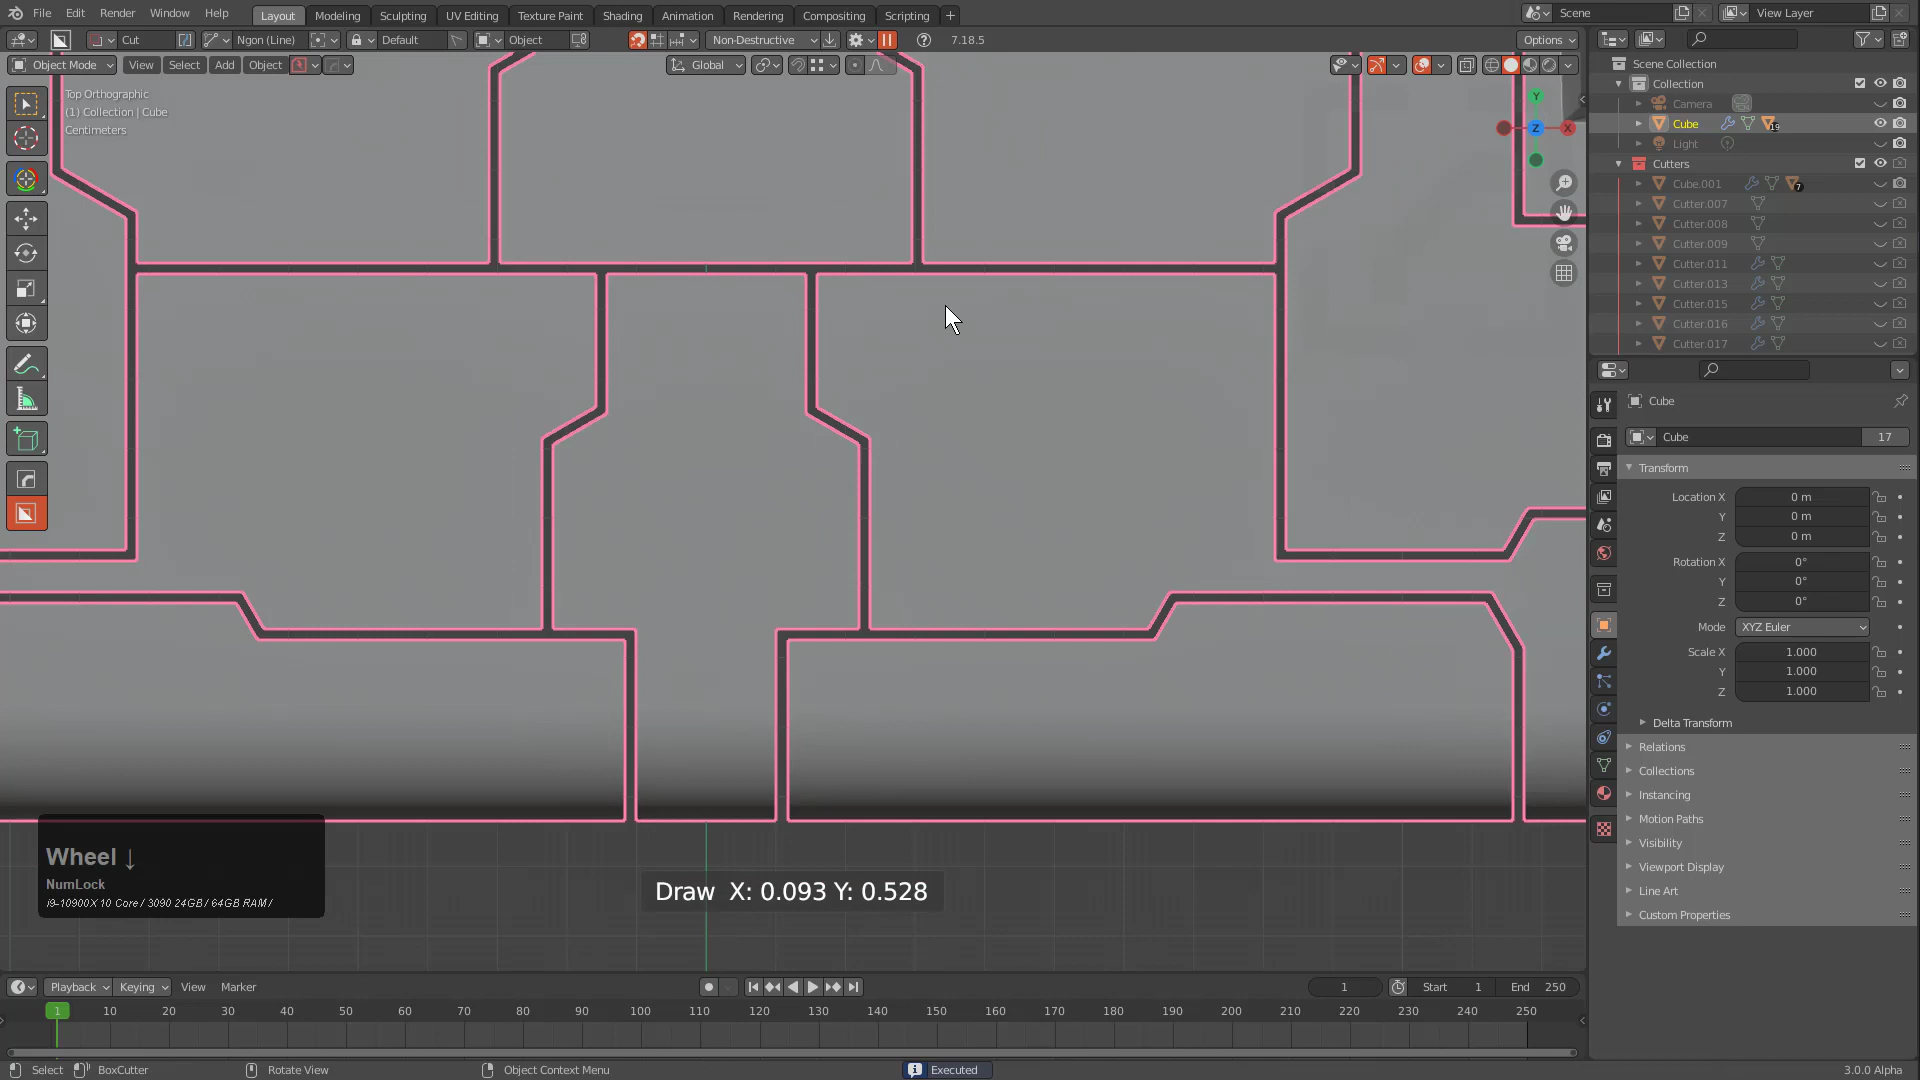 File Edit Render Window Help Layout Modeling Sculpting UV Editing Texture Paint Shading Animation Rendering Compositing Scripting + Scene View Layer
Cut Ngon (Line) Default Object Non-Destructive 7.18.5 Options
Object Mode View Select Add Object Global
Top Orthographic
(1) Collection | Cube
Centimeters
Y
Z
X
Scene Collection
Collection
Camera
Cube 19
Light
Cutters
Cube.001 7
Cutter.007
Cutter.008
Cutter.009
Cutter.011
Cutter.013
Cutter.015
Cutter.016
Cutter.017
Cube
Cube 17
Transform
Location X 0 m
Y 0 m
Z 0 m
Rotation X 0°
Y 0°
Z 0°
Mode XYZ Euler
Scale X 1.000
Y 1.000
Z 1.000
Delta Transform
Relations
Collections
Instancing
Motion Paths
Visibility
Viewport Display
Line Art
Custom Properties
Wheel ↓
NumLock
i9-10900X 10 Core / 3090 24GB / 64GB RAM /
Draw X: 0.093 Y: 0.528
Playback Keying View Marker 1 Start 1 End 250
1 10 20 30 40 50 60 70 80 90 100 110 120 130 140 150 160 170 180 190 200 210 220 230 240 250
Select BoxCutter Rotate View Object Context Menu Executed 3.0.0 Alpha